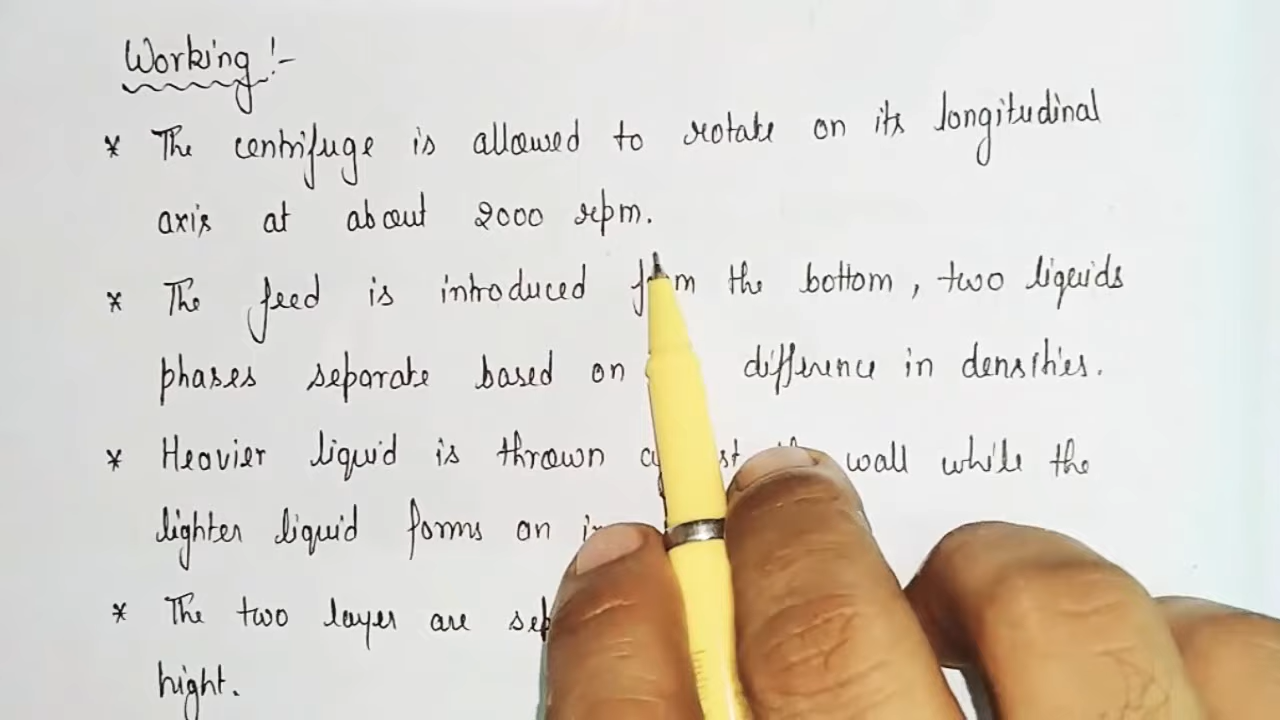 Working :-
* The centrifuge is allowed to rotate on its longitudinal
axis at about 2000 rpm.
* The feed is introduced the bottom, two liquids
phases separate based on difference in densities.
* Heavier liquid is thrown wall while the
lighter liquid forms an
* The two layer are
hight.